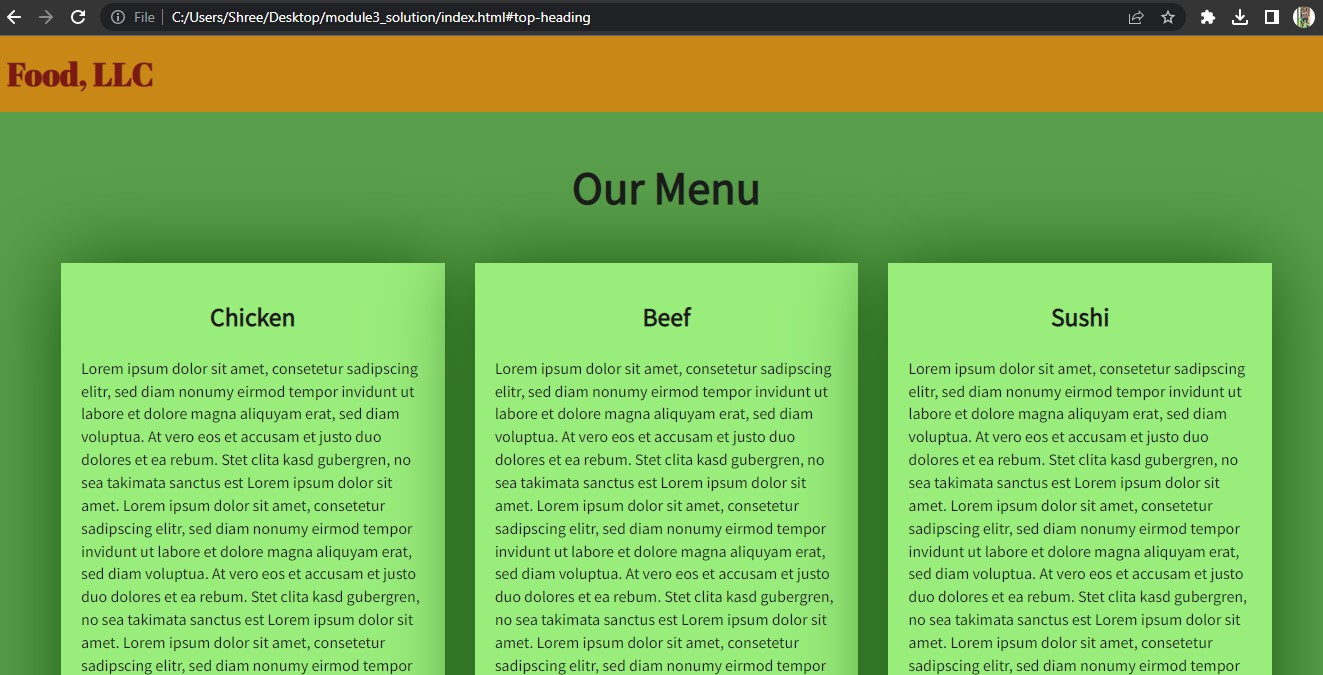 File C:/Users/Shree/Desktop/module3_solution/index.html#top-heading
Food, LLC
Our Menu
Chicken
Lorem ipsum dolor sit amet, consetetur sadipscing
elitr, sed diam nonumy eirmod tempor invidunt ut
labore et dolore magna aliquyam erat, sed diam
voluptua. At vero eos et accusam et justo duo
dolores et ea rebum. Stet clita kasd gubergren, no
sea takimata sanctus est Lorem ipsum dolor sit
amet. Lorem ipsum dolor sit amet, consetetur
sadipscing elitr, sed diam nonumy eirmod tempor
invidunt ut labore et dolore magna aliquyam erat,
sed diam voluptua. At vero eos et accusam et justo
duo dolores et ea rebum. Stet clita kasd gubergren,
no sea takimata sanctus est Lorem ipsum dolor sit
amet. Lorem ipsum dolor sit amet, consetetur
sadipscing elitr, sed diam nonumy eirmod tempor
Beef
Lorem ipsum dolor sit amet, consetetur sadipscing
elitr, sed diam nonumy eirmod tempor invidunt ut
labore et dolore magna aliquyam erat, sed diam
voluptua. At vero eos et accusam et justo duo
dolores et ea rebum. Stet clita kasd gubergren, no
sea takimata sanctus est Lorem ipsum dolor sit
amet. Lorem ipsum dolor sit amet, consetetur
sadipscing elitr, sed diam nonumy eirmod tempor
invidunt ut labore et dolore magna aliquyam erat,
sed diam voluptua. At vero eos et accusam et justo
duo dolores et ea rebum. Stet clita kasd gubergren,
no sea takimata sanctus est Lorem ipsum dolor sit
amet. Lorem ipsum dolor sit amet, consetetur
sadipscing elitr, sed diam nonumy eirmod tempor
Sushi
Lorem ipsum dolor sit amet, consetetur sadipscing
elitr, sed diam nonumy eirmod tempor invidunt ut
labore et dolore magna aliquyam erat, sed diam
voluptua. At vero eos et accusam et justo duo
dolores et ea rebum. Stet clita kasd gubergren, no
sea takimata sanctus est Lorem ipsum dolor sit
amet. Lorem ipsum dolor sit amet, consetetur
sadipscing elitr, sed diam nonumy eirmod tempor
invidunt ut labore et dolore magna aliquyam erat,
sed diam voluptua. At vero eos et accusam et justo
duo dolores et ea rebum. Stet clita kasd gubergren,
no sea takimata sanctus est Lorem ipsum dolor sit
amet. Lorem ipsum dolor sit amet, consetetur
sadipscing elitr, sed diam nonumy eirmod tempor